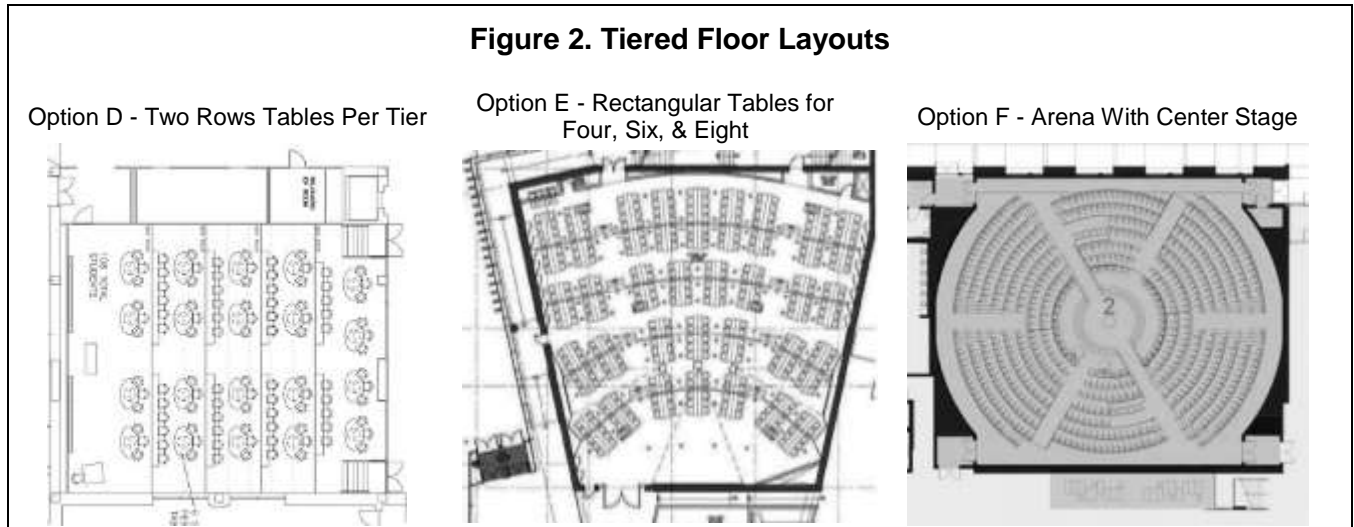 Figure 2. Tiered Floor Layouts
Option D - Two Rows Tables Per Tier
Option E - Rectangular Tables for
Four, Six, & Eight
Option F - Arena With Center Stage
STUDENTS
2